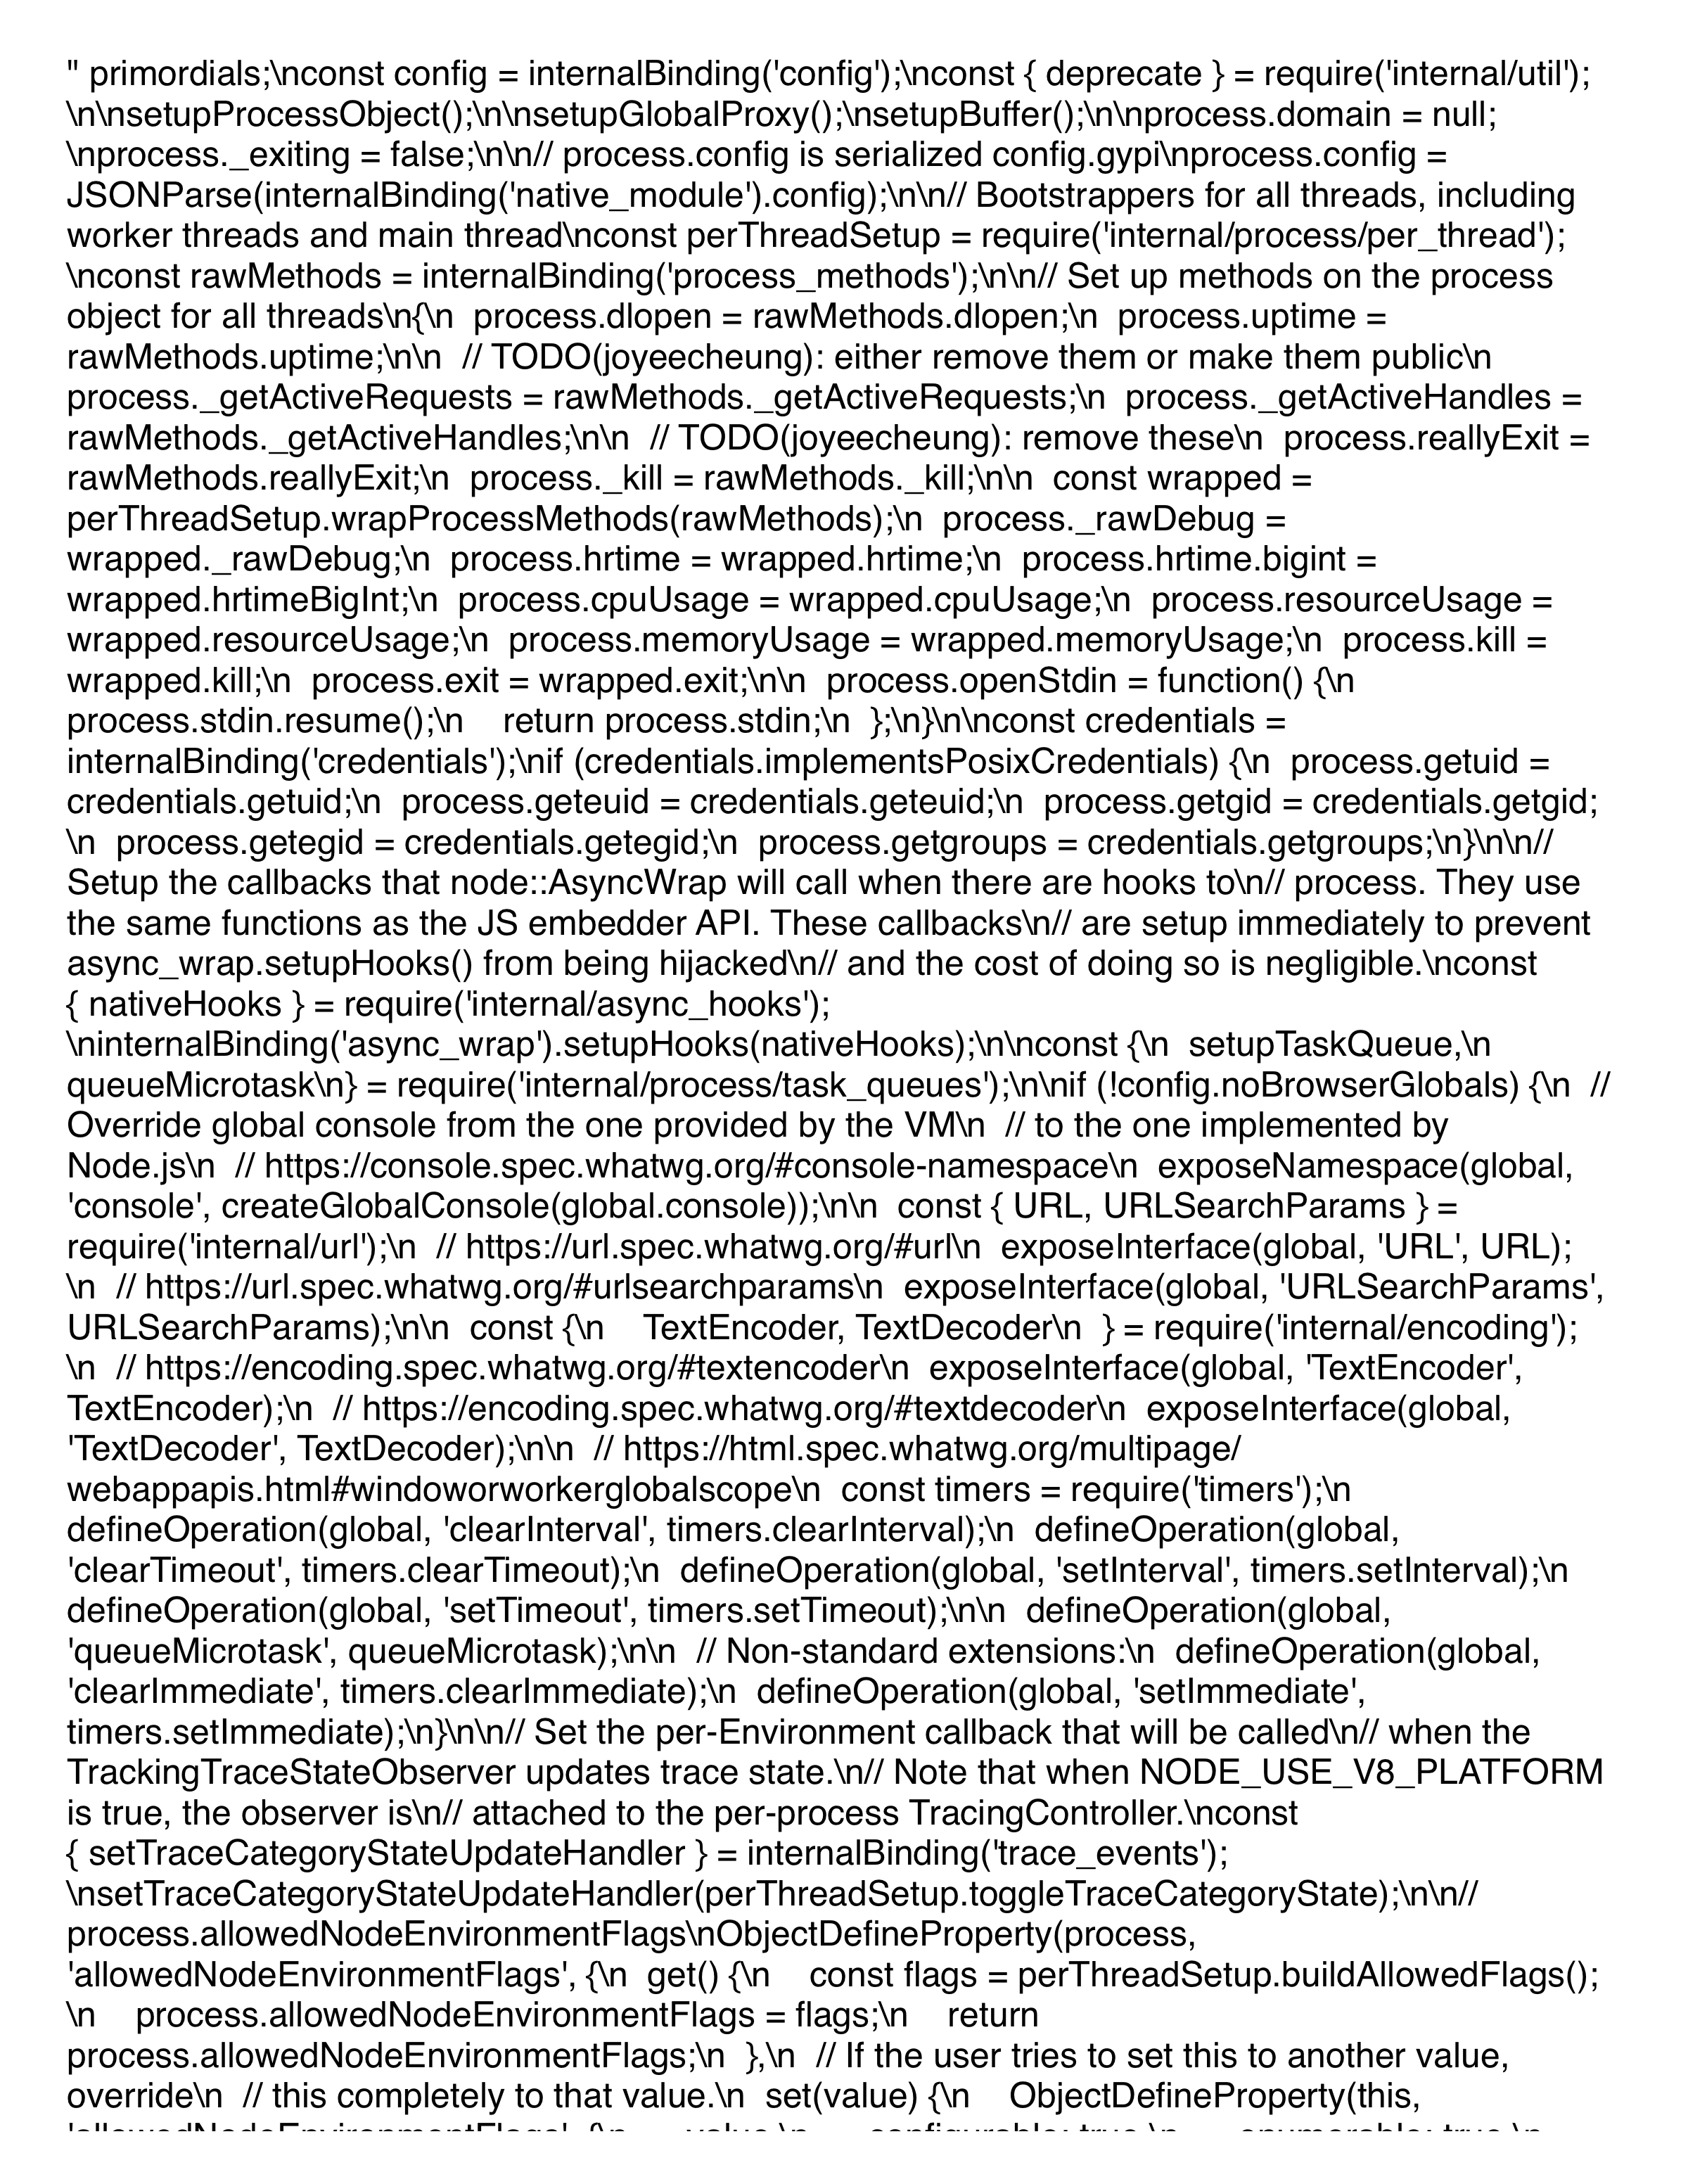 " primordials;\nconst config = internalBinding('config');\nconst { deprecate } = require('internal/util');
\n\nsetupProcessObject();\n\nsetupGlobalProxy();\nsetupBuffer();\n\nprocess.domain = null;
\nprocess._exiting = false;\n\n// process.config is serialized config.gypi\nprocess.config =
JSONParse(internalBinding('native_module').config);\n\n// Bootstrappers for all threads, including
worker threads and main thread\nconst perThreadSetup = require('internal/process/per_thread');
\nconst rawMethods = internalBinding('process_methods');\n\n// Set up methods on the process
object for all threads\n{\n  process.dlopen = rawMethods.dlopen;\n  process.uptime =
rawMethods.uptime;\n\n  // TODO(joyeecheung): either remove them or make them public\n
process._getActiveRequests = rawMethods._getActiveRequests;\n  process._getActiveHandles =
rawMethods._getActiveHandles;\n\n  // TODO(joyeecheung): remove these\n  process.reallyExit =
rawMethods.reallyExit;\n  process._kill = rawMethods._kill;\n\n  const wrapped =
perThreadSetup.wrapProcessMethods(rawMethods);\n  process._rawDebug =
wrapped._rawDebug;\n  process.hrtime = wrapped.hrtime;\n  process.hrtime.bigint =
wrapped.hrtimeBigInt;\n  process.cpuUsage = wrapped.cpuUsage;\n  process.resourceUsage =
wrapped.resourceUsage;\n  process.memoryUsage = wrapped.memoryUsage;\n  process.kill =
wrapped.kill;\n  process.exit = wrapped.exit;\n\n  process.openStdin = function() {\n
process.stdin.resume();\n    return process.stdin;\n  };\n}\n\nconst credentials =
internalBinding('credentials');\nif (credentials.implementsPosixCredentials) {\n  process.getuid =
credentials.getuid;\n  process.geteuid = credentials.geteuid;\n  process.getgid = credentials.getgid;
\n  process.getegid = credentials.getegid;\n  process.getgroups = credentials.getgroups;\n}\n\n//
Setup the callbacks that node::AsyncWrap will call when there are hooks to\n// process. They use
the same functions as the JS embedder API. These callbacks\n// are setup immediately to prevent
async_wrap.setupHooks() from being hijacked\n// and the cost of doing so is negligible.\nconst
{ nativeHooks } = require('internal/async_hooks');
\ninternalBinding('async_wrap').setupHooks(nativeHooks);\n\nconst {\n  setupTaskQueue,\n
queueMicrotask\n} = require('internal/process/task_queues');\n\nif (!config.noBrowserGlobals) {\n  //
Override global console from the one provided by the VM\n  // to the one implemented by
Node.js\n  // https://console.spec.whatwg.org/#console-namespace\n  exposeNamespace(global,
'console', createGlobalConsole(global.console));\n\n  const { URL, URLSearchParams } =
require('internal/url');\n  // https://url.spec.whatwg.org/#url\n  exposeInterface(global, 'URL', URL);
\n  // https://url.spec.whatwg.org/#urlsearchparams\n  exposeInterface(global, 'URLSearchParams',
URLSearchParams);\n\n  const {\n    TextEncoder, TextDecoder\n  } = require('internal/encoding');
\n  // https://encoding.spec.whatwg.org/#textencoder\n  exposeInterface(global, 'TextEncoder',
TextEncoder);\n  // https://encoding.spec.whatwg.org/#textdecoder\n  exposeInterface(global,
'TextDecoder', TextDecoder);\n\n  // https://html.spec.whatwg.org/multipage/
webappapis.html#windoworworkerglobalscope\n  const timers = require('timers');\n
defineOperation(global, 'clearInterval', timers.clearInterval);\n  defineOperation(global,
'clearTimeout', timers.clearTimeout);\n  defineOperation(global, 'setInterval', timers.setInterval);\n
defineOperation(global, 'setTimeout', timers.setTimeout);\n\n  defineOperation(global,
'queueMicrotask', queueMicrotask);\n\n  // Non-standard extensions:\n  defineOperation(global,
'clearImmediate', timers.clearImmediate);\n  defineOperation(global, 'setImmediate',
timers.setImmediate);\n}\n\n// Set the per-Environment callback that will be called\n// when the
TrackingTraceStateObserver updates trace state.\n// Note that when NODE_USE_V8_PLATFORM
is true, the observer is\n// attached to the per-process TracingController.\nconst
{ setTraceCategoryStateUpdateHandler } = internalBinding('trace_events');
\nsetTraceCategoryStateUpdateHandler(perThreadSetup.toggleTraceCategoryState);\n\n//
process.allowedNodeEnvironmentFlags\nObjectDefineProperty(process,
'allowedNodeEnvironmentFlags', {\n  get() {\n    const flags = perThreadSetup.buildAllowedFlags();
\n    process.allowedNodeEnvironmentFlags = flags;\n    return
process.allowedNodeEnvironmentFlags;\n  },\n  // If the user tries to set this to another value,
override\n  // this completely to that value.\n  set(value) {\n    ObjectDefineProperty(this,
'allowedNodeEnvironmentFlags', {\n      value,\n      configurable: true,\n      enumerable: true,\n